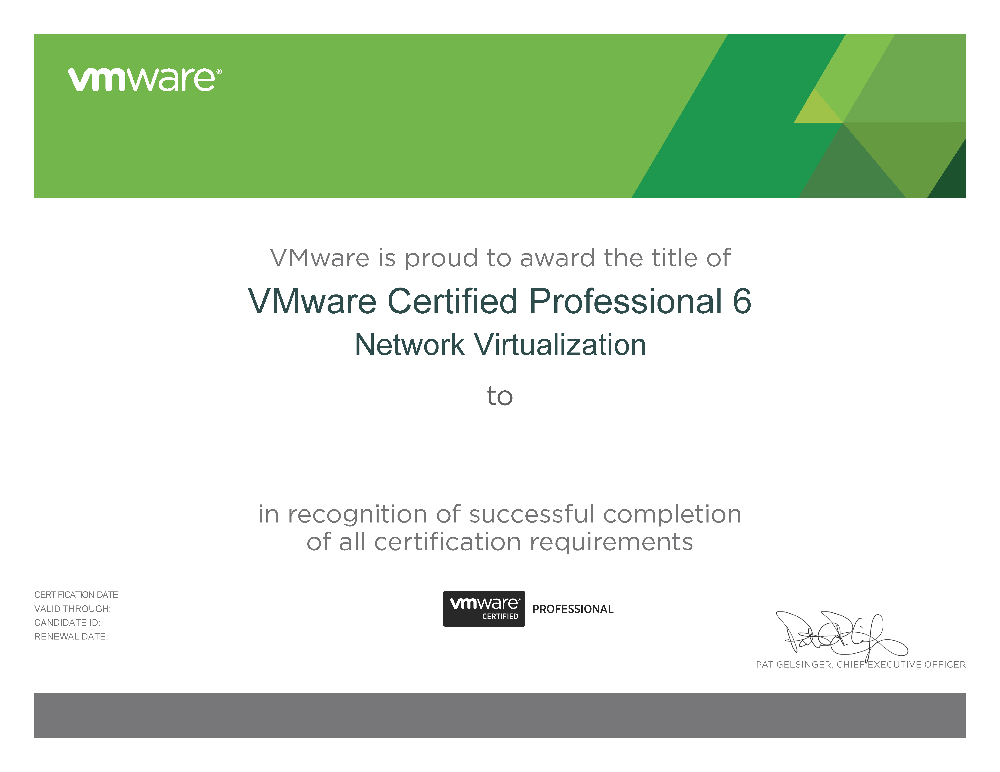 vmware®
VMware is proud to award the title of
VMware Certified Professional 6
Network Virtualization
to
in recognition of successful completion
of all certification requirements
CERTIFICATION DATE:
VALID THROUGH:
CANDIDATE ID:
RENEWAL DATE:
vmware®
CERTIFIED
PROFESSIONAL
PAT GELSINGER, CHIEF EXECUTIVE OFFICER